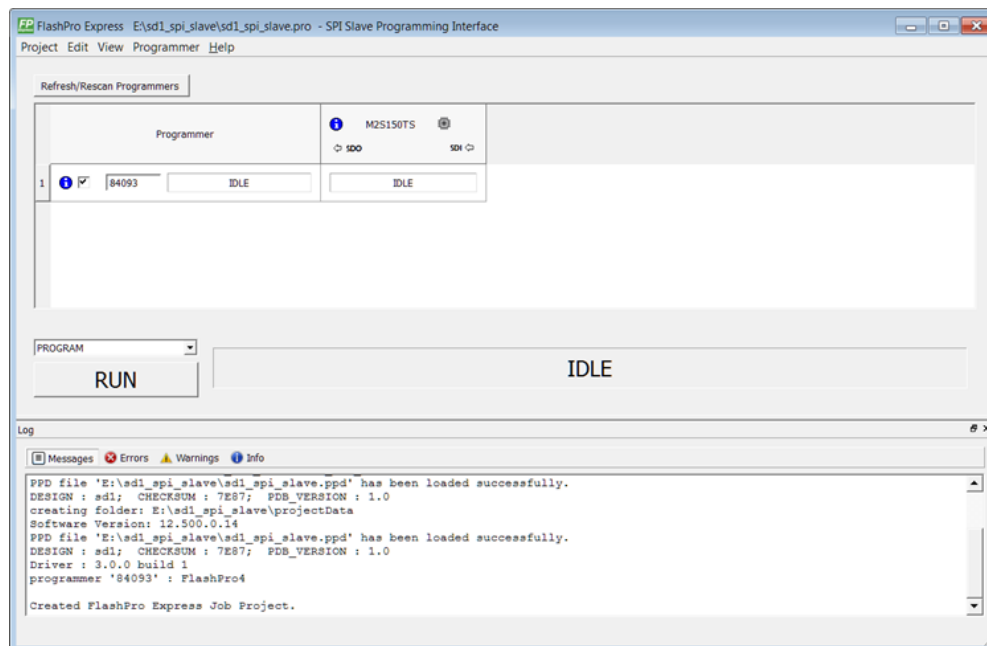 FP FlashPro Express E:\sd1_spi_slave\sd1_spi_slave.pro - SPI Slave Programming Interface
Project Edit View Programmer Help
Refresh/Rescan Programmers
Programmer
M2S150TS
SDO SDI
1 84093 IDLE IDLE
PROGRAM
RUN
IDLE
Log
Messages Errors Warnings Info
PPD file 'E:\sd1_spi_slave\sd1_spi_slave.ppd' has been loaded successfully.
DESIGN : sd1; CHECKSUM : 7E87; PDB_VERSION : 1.0
creating folder: E:\sd1_spi_slave\projectData
Software Version: 12.500.0.14
PPD file 'E:\sd1_spi_slave\sd1_spi_slave.ppd' has been loaded successfully.
DESIGN : sd1; CHECKSUM : 7E87; PDB_VERSION : 1.0
Driver : 3.0.0 build 1
programmer '84093' : FlashPro4
Created FlashPro Express Job Project.